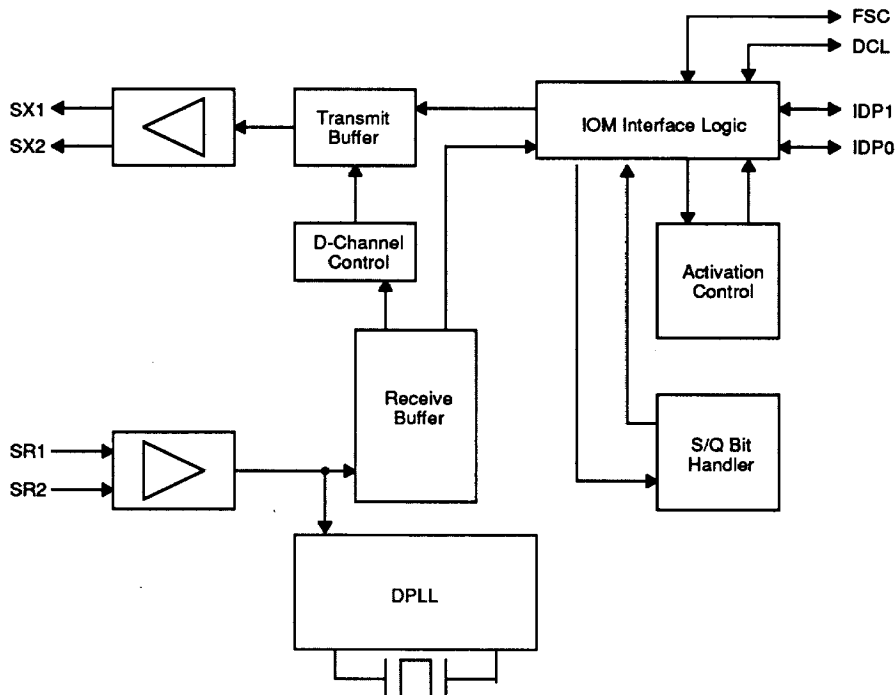 FSC
DCL
SX1
SX2
Transmit
Buffer
IOM Interface Logic
IDP1
IDP0
D-Channel
Control
Activation
Control
Receive
Buffer
S/Q Bit
Handler
SR1
SR2
DPLL